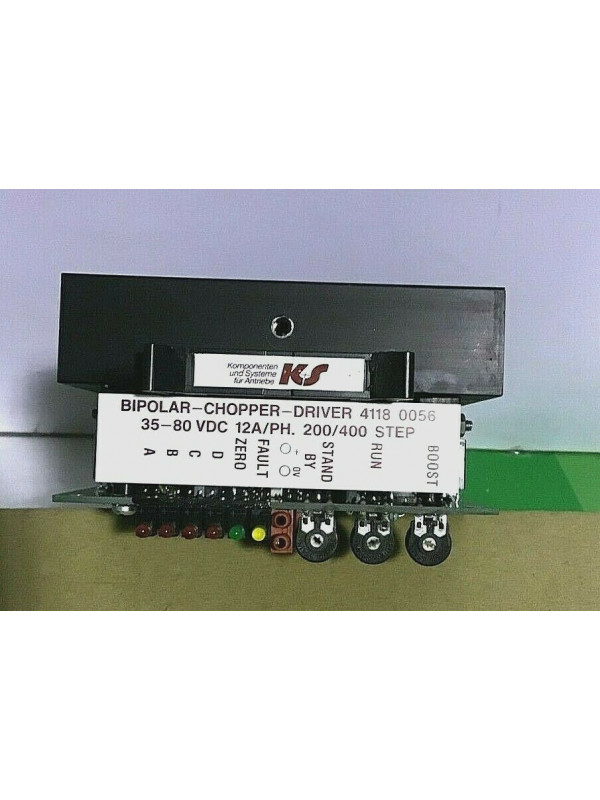 Komponenten
und Systeme
für Antriebe
KS
BIPOLAR-CHOPPER-DRIVER 4118 0056
35-80 VDC 12A/PH. 200/400 STEP
A
B
C
D
ZERO
FAULT
+
0V
STAND
BY
RUN
BOOST